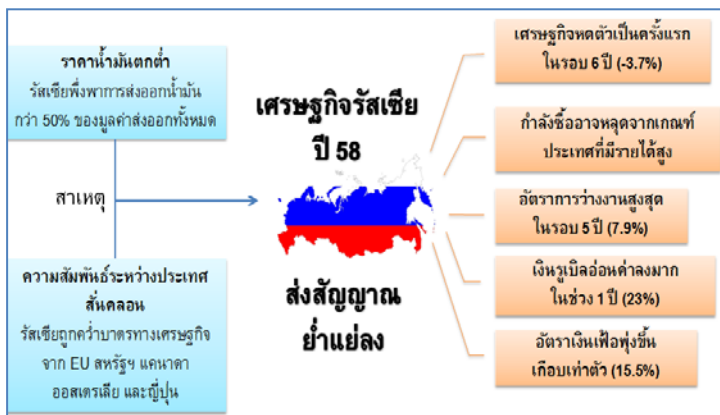 ราคาน้ำมันตกต่ำ
รัสเซียพึ่งพาการส่งออกน้ำมัน
กว่า 50% ของมูลค่าส่งออกทั้งหมด
สาเหตุ
ความสัมพันธ์ระหว่างประเทศ
สั่นคลอน
รัสเซียถูกคว่ำบาตรทางเศรษฐกิจ
จาก EU สหรัฐฯ แคนาดา
ออสเตรเลีย และญี่ปุ่น
เศรษฐกิจรัสเซีย
ปี 58
ส่งสัญญาณ
ย่ำแย่ลง
เศรษฐกิจหดตัวเป็นครั้งแรก
ในรอบ 6 ปี (-3.7%)
กำลังซื้ออาจหลุดจากเกณฑ์
ประเทศที่มีรายได้สูง
อัตราการว่างงานสูงสุด
ในรอบ 5 ปี (7.9%)
เงินรูเบิลอ่อนค่าลงมาก
ในช่วง 1 ปี (23%)
อัตราเงินเฟ้อพุ่งขึ้น
เกือบเท่าตัว (15.5%)